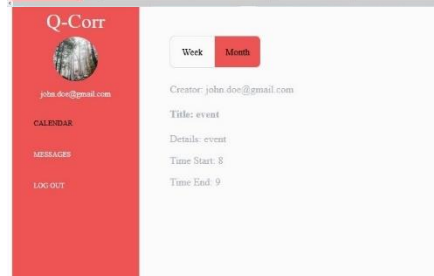 Q-Corr
john.doe@gmail.com
CALENDAR
MESSAGES
LOG OUT
Week Month
Creator: john.doe@gmail.com
Title: event
Details: event
Time Start: 8
Time End: 9